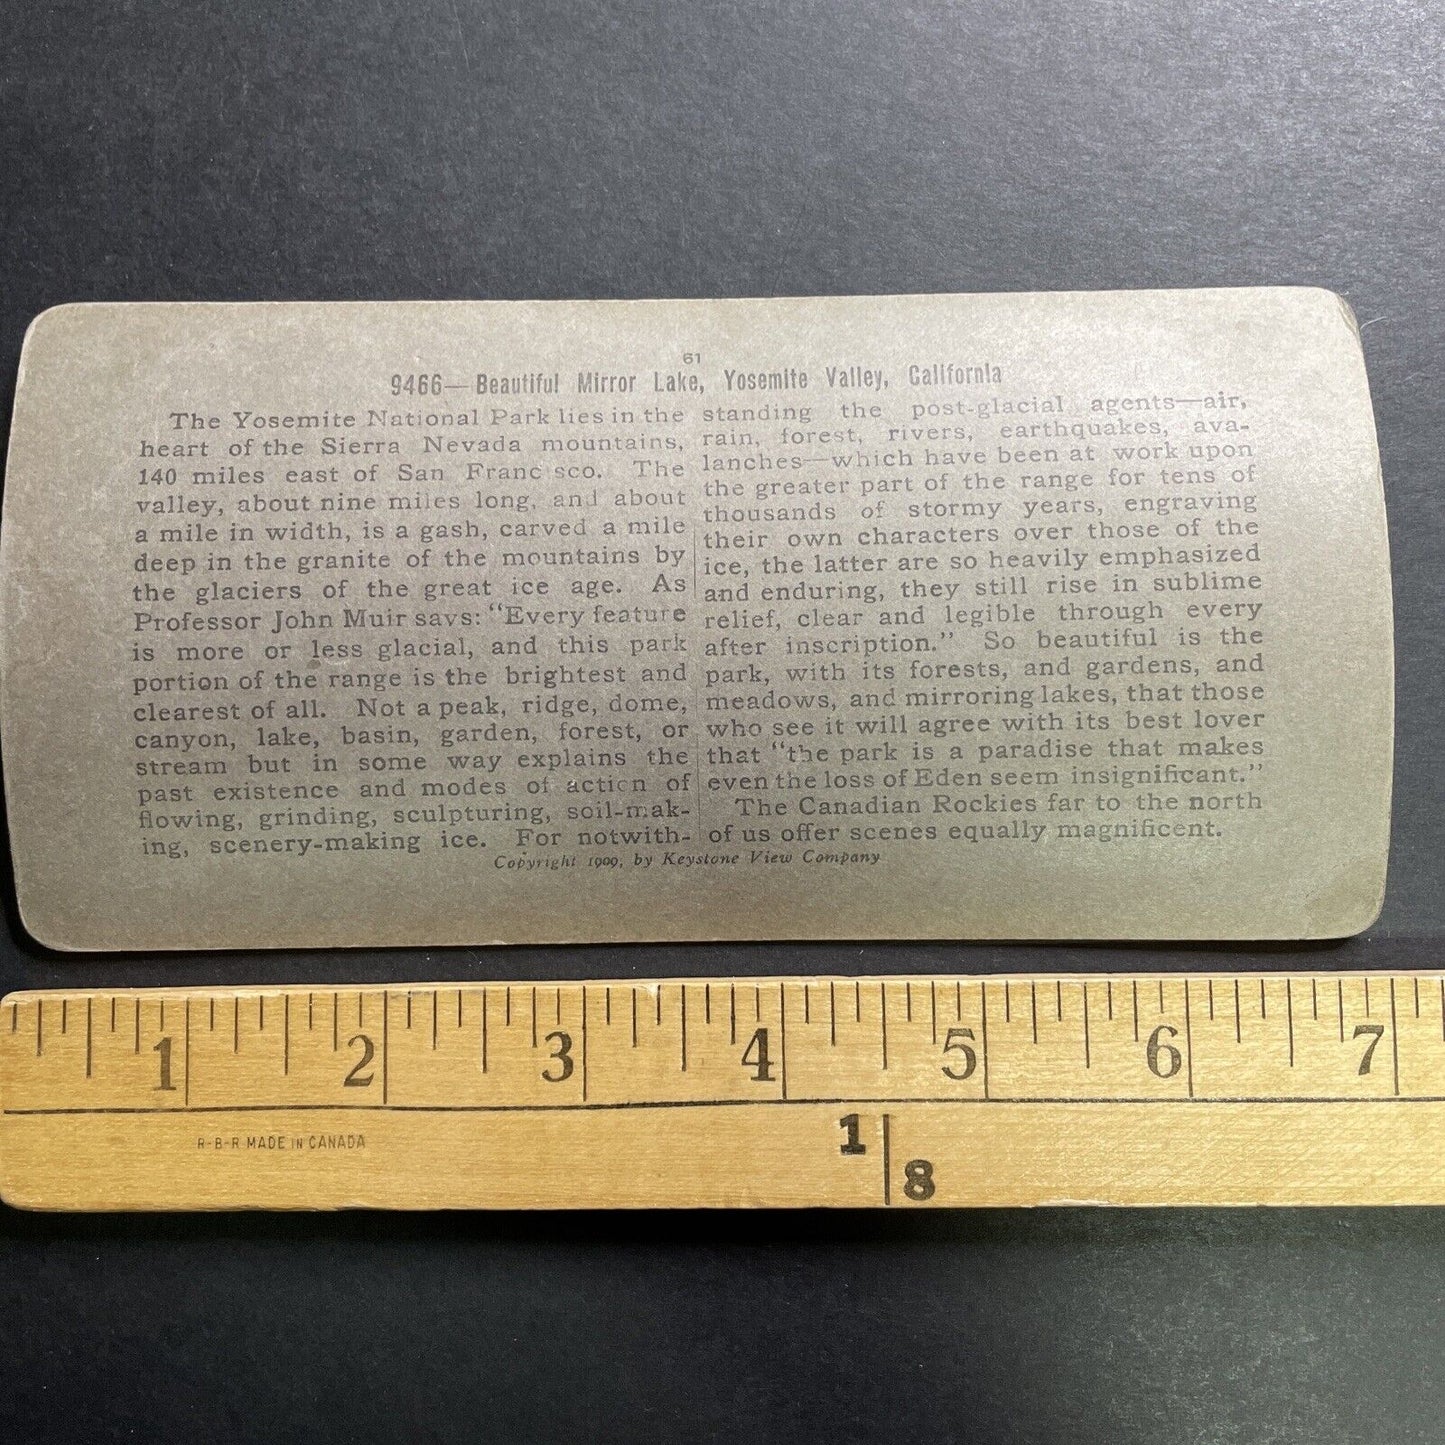 61
9466— Beautiful Mirror Lake, Yosemite Valley, California
The Yosemite National Park lies in the
heart of the Sierra Nevada mountains,
140 miles east of San Franc sco. The
valley, about nine miles long, and about
a mile in width, is a gash, carved a mile
deep in the granite of the mountains by
the glaciers of the great ice age. As
Professor John Muir says: "Every feature
is more or less glacial, and this park
portion of the range is the brightest and
clearest of all. Not a peak, ridge, dome,
canyon, lake, basin, garden, forest, or
stream but in some way explains the
past existence and modes of action of
flowing, grinding, sculpturing, soil-mak-
ing, scenery-making ice. For notwith-
standing the post-glacial agents—air,
rain, forest, rivers, earthquakes, ava-
lanches—which have been at work upon
the greater part of the range for tens of
thousands of stormy years, engraving
their own characters over those of the
ice, the latter are so heavily emphasized
and enduring, they still rise in sublime
relief, clear and legible through every
after inscription." So beautiful is the
park, with its forests, and gardens, and
meadows, and mirroring lakes, that those
who see it will agree with its best lover
that "the park is a paradise that makes
even the loss of Eden seem insignificant."
The Canadian Rockies far to the north
of us offer scenes equally magnificent.
Copyright 1909, by Keystone View Company
1 2 3 4 5 6 7
R-B-R MADE IN CANADA
1 8